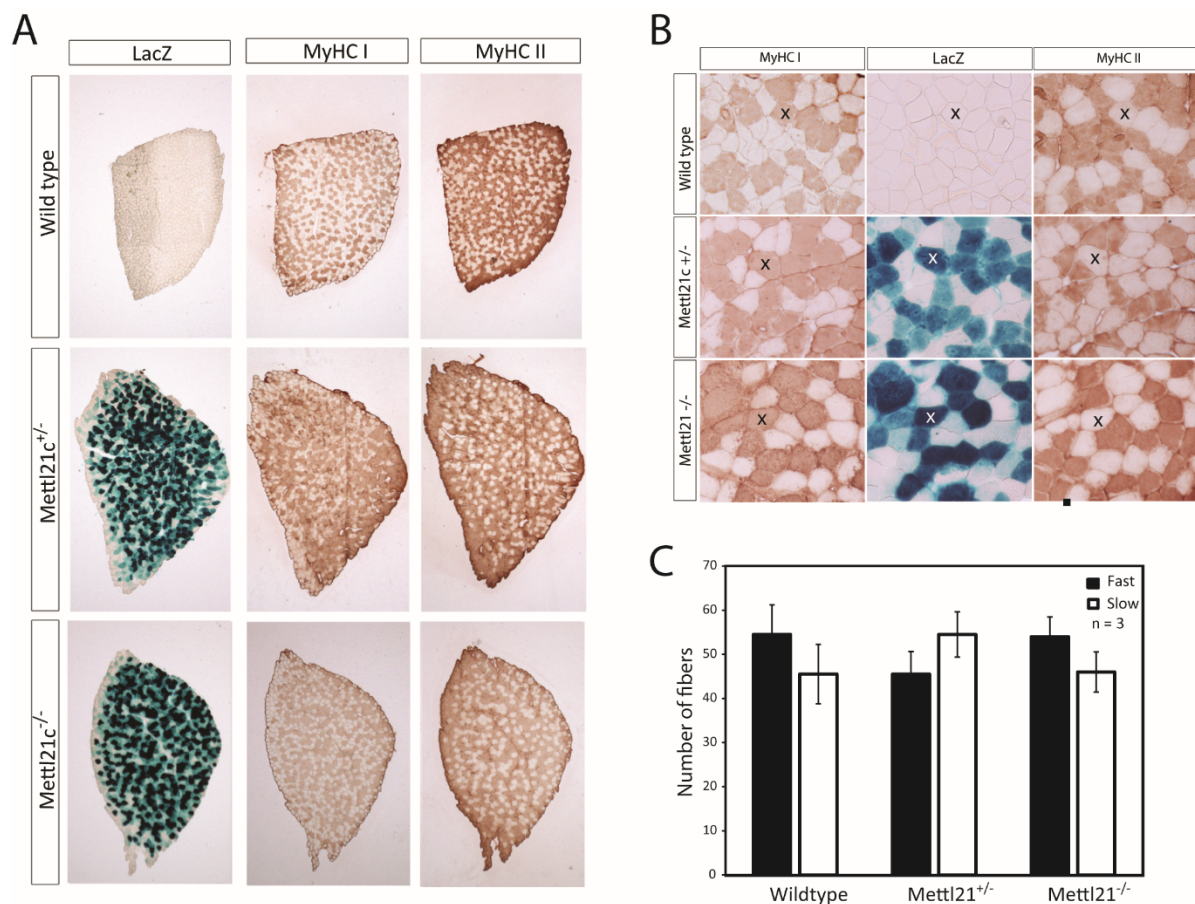 A
LacZ
MyHC I
MyHC II
Wild type
Mettl21c+/-
Mettl21c-/-
B
MyHC I
LacZ
MyHC II
Wild type
x
x
x
Mettl21c +/-
x
x
x
Mettl21 -/-
x
x
x
C
Number of fibers
70
60
50
40
30
20
10
0
Fast
Slow
n = 3
Wildtype
Mettl21+/-
Mettl21-/-